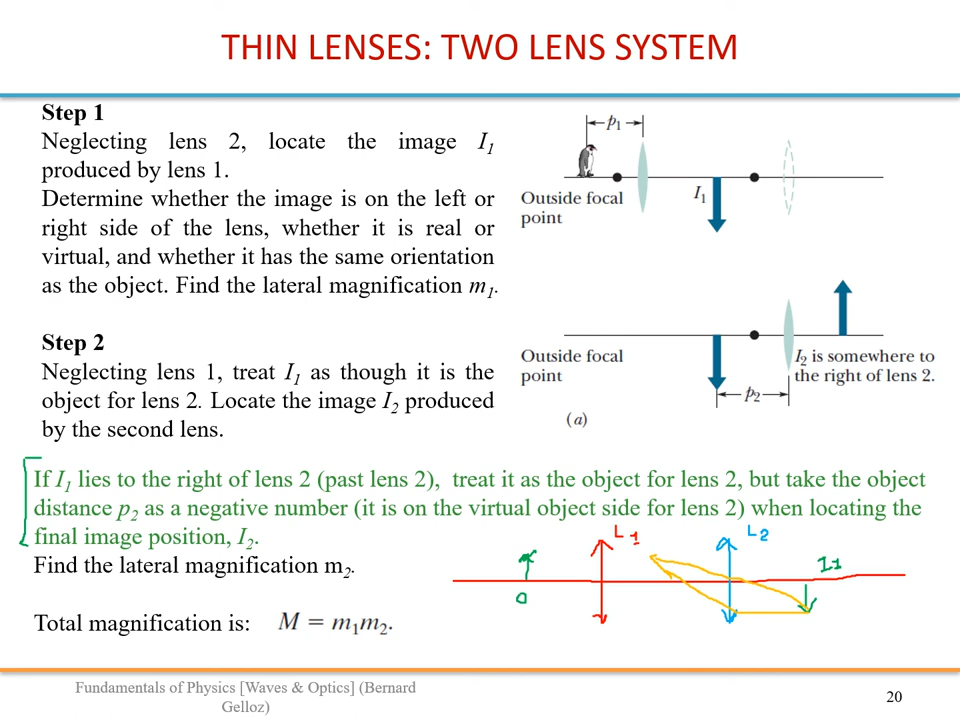 THIN LENSES: TWO LENS SYSTEM
Step 1
Neglecting lens 2, locate the image I1
produced by lens 1.
Determine whether the image is on the left or
right side of the lens, whether it is real or
virtual, and whether it has the same orientation
as the object. Find the lateral magnification m1.
p1
Outside focal
point
I1
Step 2
Neglecting lens 1, treat I1 as though it is the
object for lens 2. Locate the image I2 produced
by the second lens.
Outside focal
point
I2 is somewhere to
the right of lens 2.
p2
(a)
If I1 lies to the right of lens 2 (past lens 2), treat it as the object for lens 2, but take the object
distance p2 as a negative number (it is on the virtual object side for lens 2) when locating the
final image position, I2.
Find the lateral magnification m2.
L1
L2
I1
O
Total magnification is: M = m1m2.
Fundamentals of Physics [Waves & Optics] (Bernard
Gelloz)
20